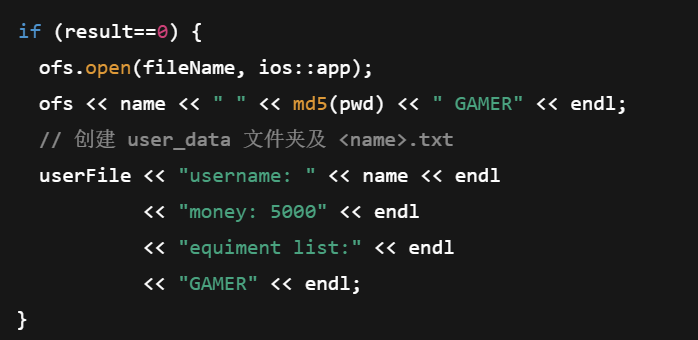 if (result==0) {
ofs.open(fileName, ios::app);
ofs << name << " " << md5(pwd) << " GAMER" << endl;
// 创建 user_data 文件夹及 <name>.txt
userFile << "username: " << name << endl
<< "money: 5000" << endl
<< "equiment list:" << endl
<< "GAMER" << endl;
}